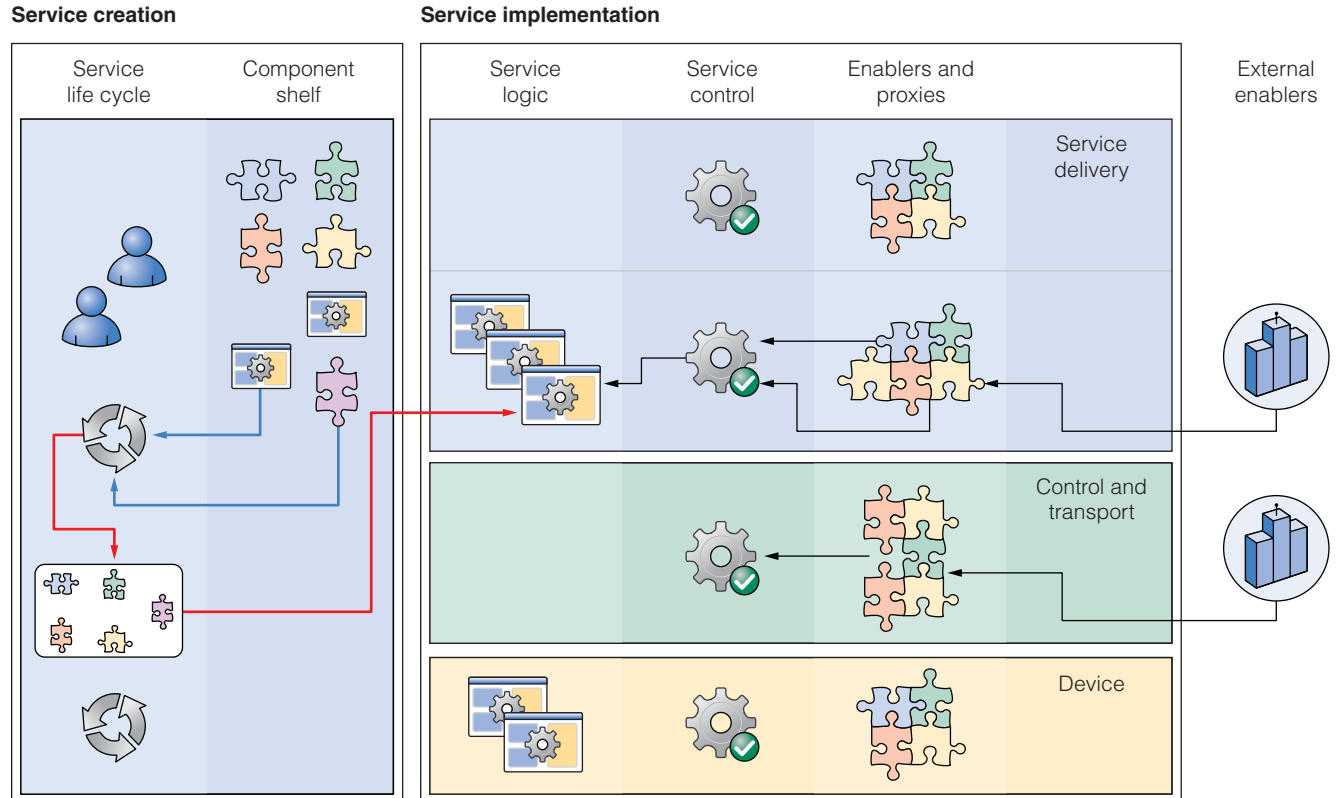 Service creation
Service implementation
Service
life cycle
Component
shelf
Service
logic
Service
control
Enablers and
proxies
External
enablers
Service
delivery
Control and
transport
Device